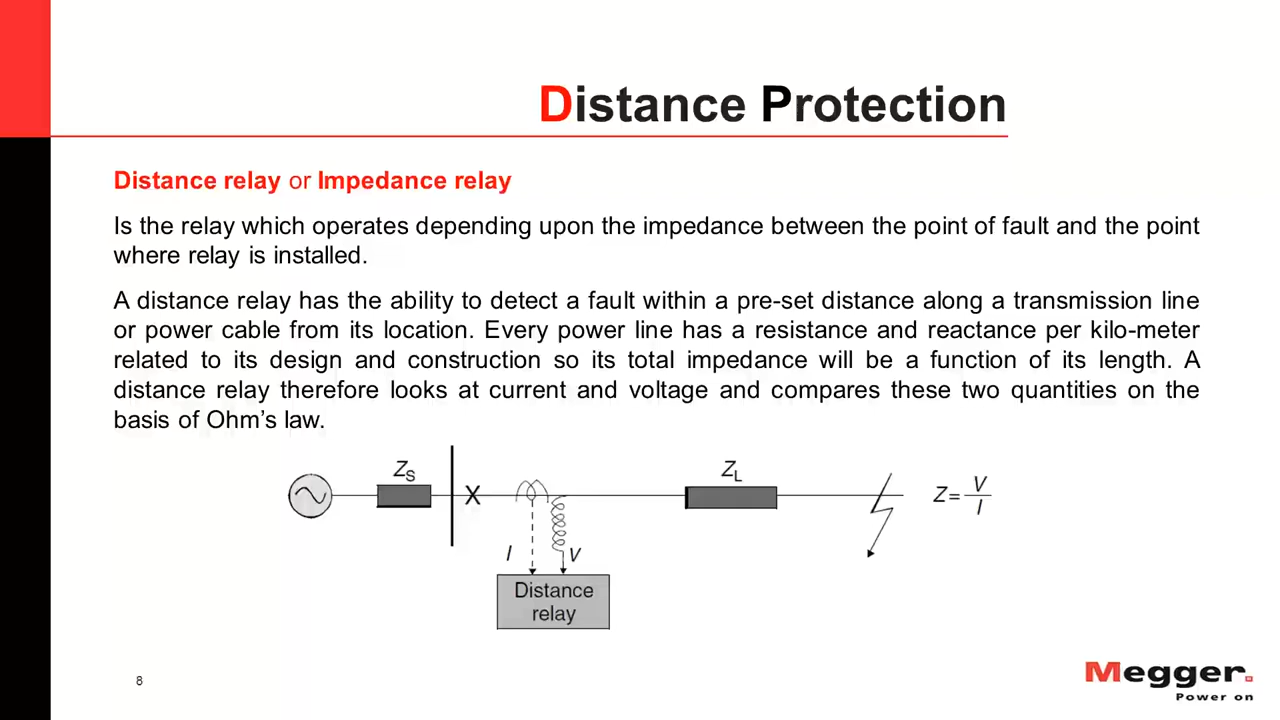 Distance Protection
Distance relay or Impedance relay
Is the relay which operates depending upon the impedance between the point of fault and the point
where relay is installed.
A distance relay has the ability to detect a fault within a pre-set distance along a transmission line
or power cable from its location. Every power line has a resistance and reactance per kilo-meter
related to its design and construction so its total impedance will be a function of its length. A
distance relay therefore looks at current and voltage and compares these two quantities on the
basis of Ohm’s law.
ZS
X
ZL
Z = V/I
I
V
Distance
relay
8
Megger.
Power on